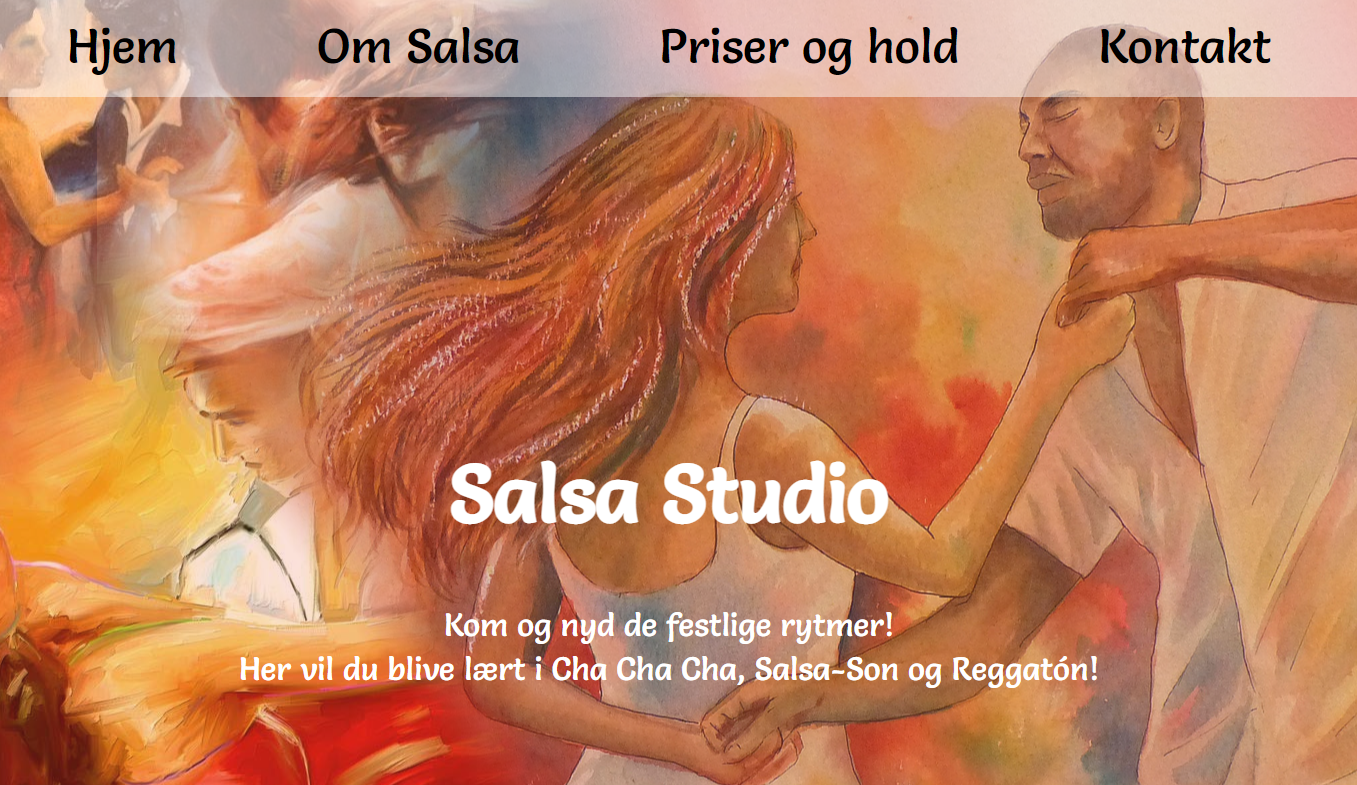 Hjem Om Salsa Priser og hold Kontakt
Salsa Studio
Kom og nyd de festlige rytmer!
Her vil du blive lært i Cha Cha Cha, Salsa-Son og Reggatón!